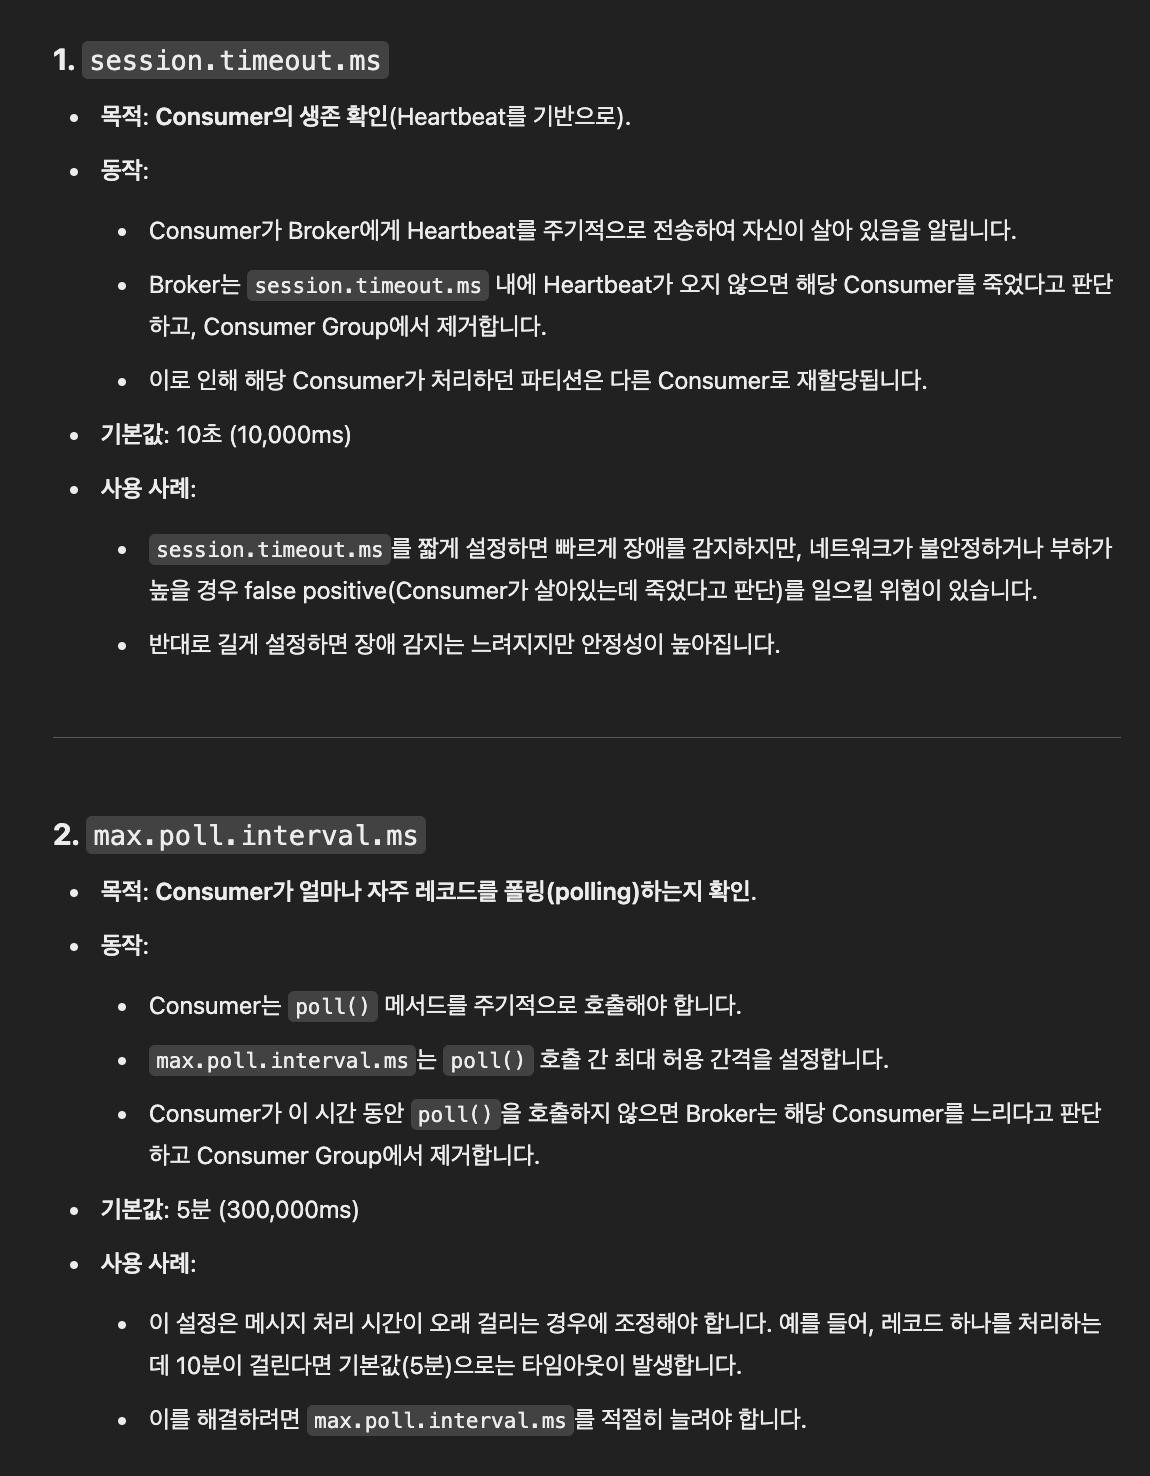 1. session.timeout.ms
• 목적: Consumer의 생존 확인(Heartbeat를 기반으로).
• 동작:
• Consumer가 Broker에게 Heartbeat를 주기적으로 전송하여 자신이 살아 있음을 알립니다.
• Broker는 session.timeout.ms 내에 Heartbeat가 오지 않으면 해당 Consumer를 죽었다고 판단
하고, Consumer Group에서 제거합니다.
• 이로 인해 해당 Consumer가 처리하던 파티션은 다른 Consumer로 재할당됩니다.
• 기본값: 10초 (10,000ms)
• 사용 사례:
• session.timeout.ms를 짧게 설정하면 빠르게 장애를 감지하지만, 네트워크가 불안정하거나 부하가
높을 경우 false positive(Consumer가 살아있는데 죽었다고 판단)를 일으킬 위험이 있습니다.
• 반대로 길게 설정하면 장애 감지는 느려지지만 안정성이 높아집니다.
2. max.poll.interval.ms
• 목적: Consumer가 얼마나 자주 레코드를 폴링(polling)하는지 확인.
• 동작:
• Consumer는 poll() 메서드를 주기적으로 호출해야 합니다.
• max.poll.interval.ms는 poll() 호출 간 최대 허용 간격을 설정합니다.
• Consumer가 이 시간 동안 poll()을 호출하지 않으면 Broker는 해당 Consumer를 느리다고 판단
하고 Consumer Group에서 제거합니다.
• 기본값: 5분 (300,000ms)
• 사용 사례:
• 이 설정은 메시지 처리 시간이 오래 걸리는 경우에 조정해야 합니다. 예를 들어, 레코드 하나를 처리하는
데 10분이 걸린다면 기본값(5분)으로는 타임아웃이 발생합니다.
• 이를 해결하려면 max.poll.interval.ms를 적절히 늘려야 합니다.